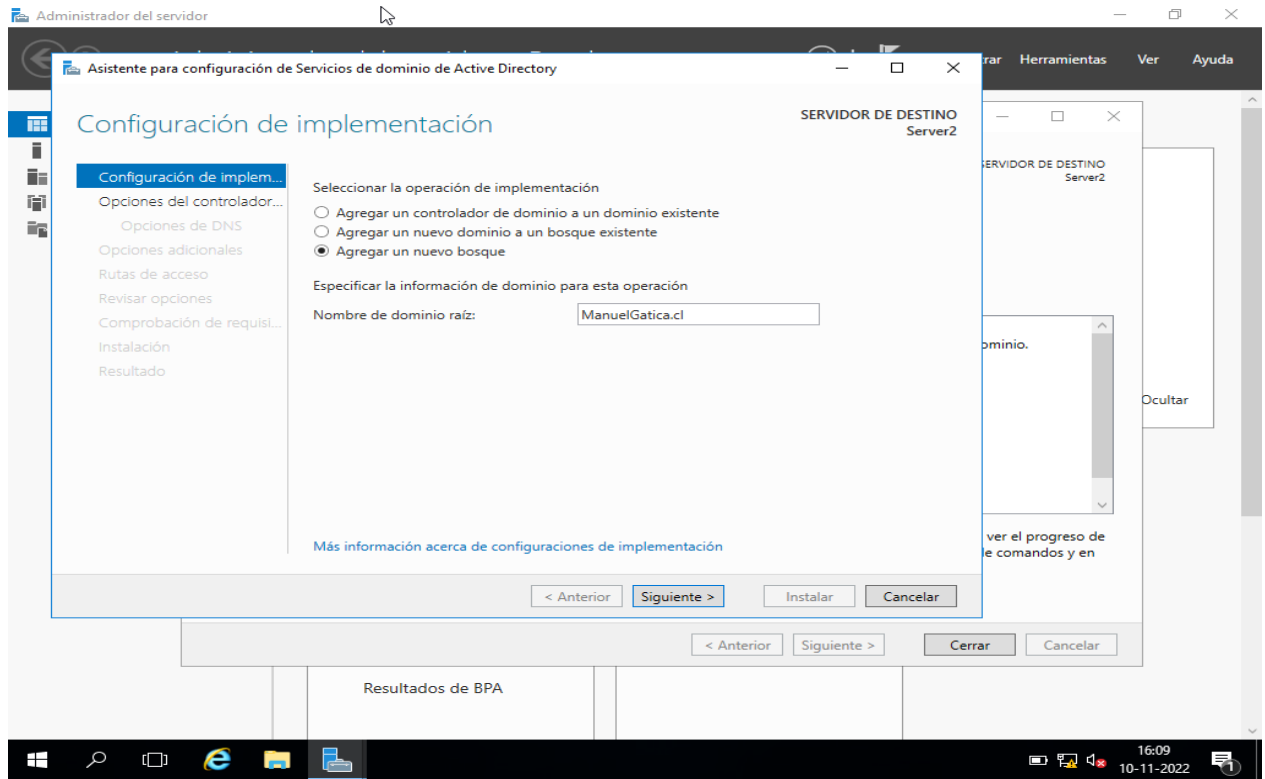 Administrador del servidor
Herramientas
Ver
Ayuda
Asistente para configuración de Servicios de dominio de Active Directory
Configuración de implementación
SERVIDOR DE DESTINO
Server2
Configuración de implem...
Opciones del controlador...
Opciones de DNS
Opciones adicionales
Rutas de acceso
Revisar opciones
Comprobación de requisi...
Instalación
Resultado
Seleccionar la operación de implementación
Agregar un controlador de dominio a un dominio existente
Agregar un nuevo dominio a un bosque existente
Agregar un nuevo bosque
Especificar la información de dominio para esta operación
Nombre de dominio raíz:
ManuelGatica.cl
Más información acerca de configuraciones de implementación
< Anterior
Siguiente >
Instalar
Cancelar
SERVIDOR DE DESTINO
Server2
ominio.
Ocultar
ver el progreso de
de comandos y en
< Anterior
Siguiente >
Cerrar
Cancelar
Resultados de BPA
16:09
10-11-2022
1